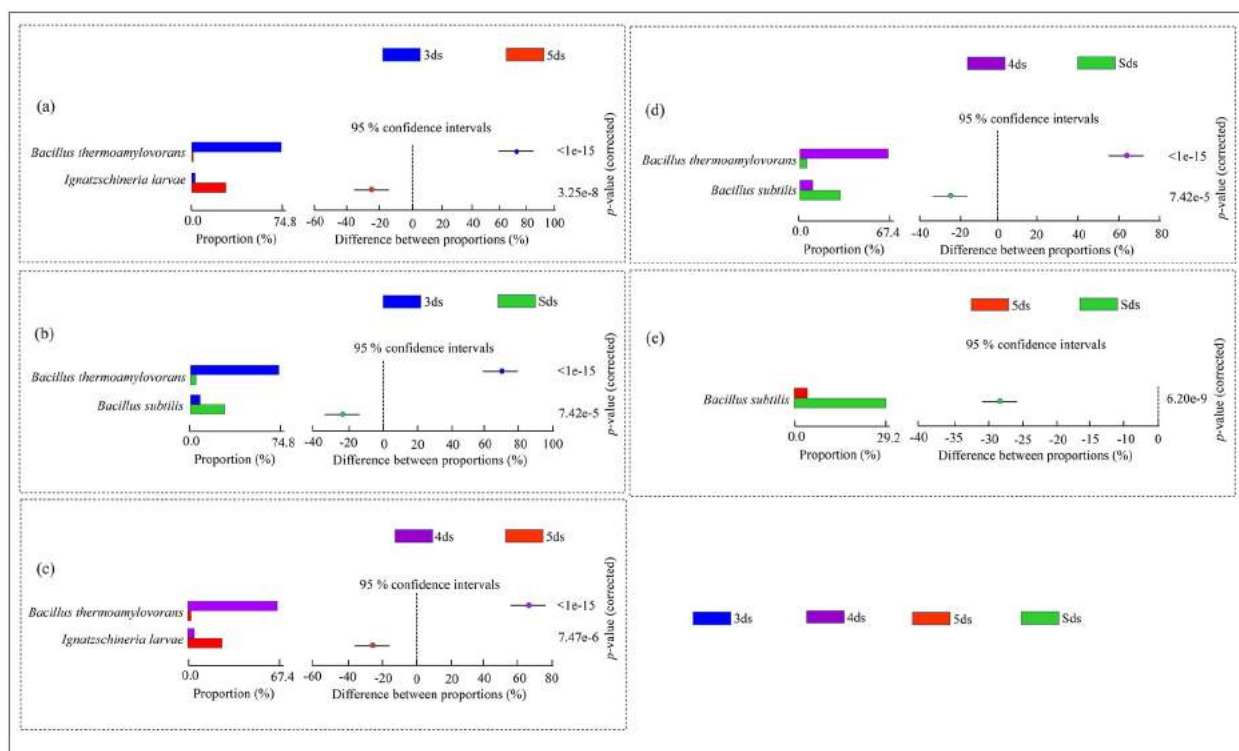 3ds 5ds
(a)
95 % confidence intervals
Bacillus thermoamylovorans
<1e-15
Ignatzschineria larvae
3.25e-8
0.0 74.8
-60 -40 -20 0 20 40 60 80 100
Proportion (%)
Difference between proportions (%)
p-value (corrected)
3ds Sds
(b)
95 % confidence intervals
Bacillus thermoamylovorans
<1e-15
Bacillus subtilis
7.42e-5
0.0 74.8
-40 -20 0 20 40 60 80 100
Proportion (%)
Difference between proportions (%)
p-value (corrected)
4ds 5ds
(c)
95 % confidence intervals
Bacillus thermoamylovorans
<1e-15
Ignatzschineria larvae
7.47e-6
0.0 67.4
-60 -40 -20 0 20 40 60 80
Proportion (%)
Difference between proportions (%)
p-value (corrected)
4ds Sds
(d)
95 % confidence intervals
Bacillus thermoamylovorans
<1e-15
Bacillus subtilis
7.42e-5
0.0 67.4
-40 -20 0 20 40 60 80
Proportion (%)
Difference between proportions (%)
p-value (corrected)
5ds Sds
(e)
95 % confidence intervals
Bacillus subtilis
6.20e-9
0.0 29.2
-40 -35 -30 -25 -26 -15 -10 0
Proportion (%)
Difference between proportions (%)
p-value (corrected)
3ds 4ds 5ds Sds